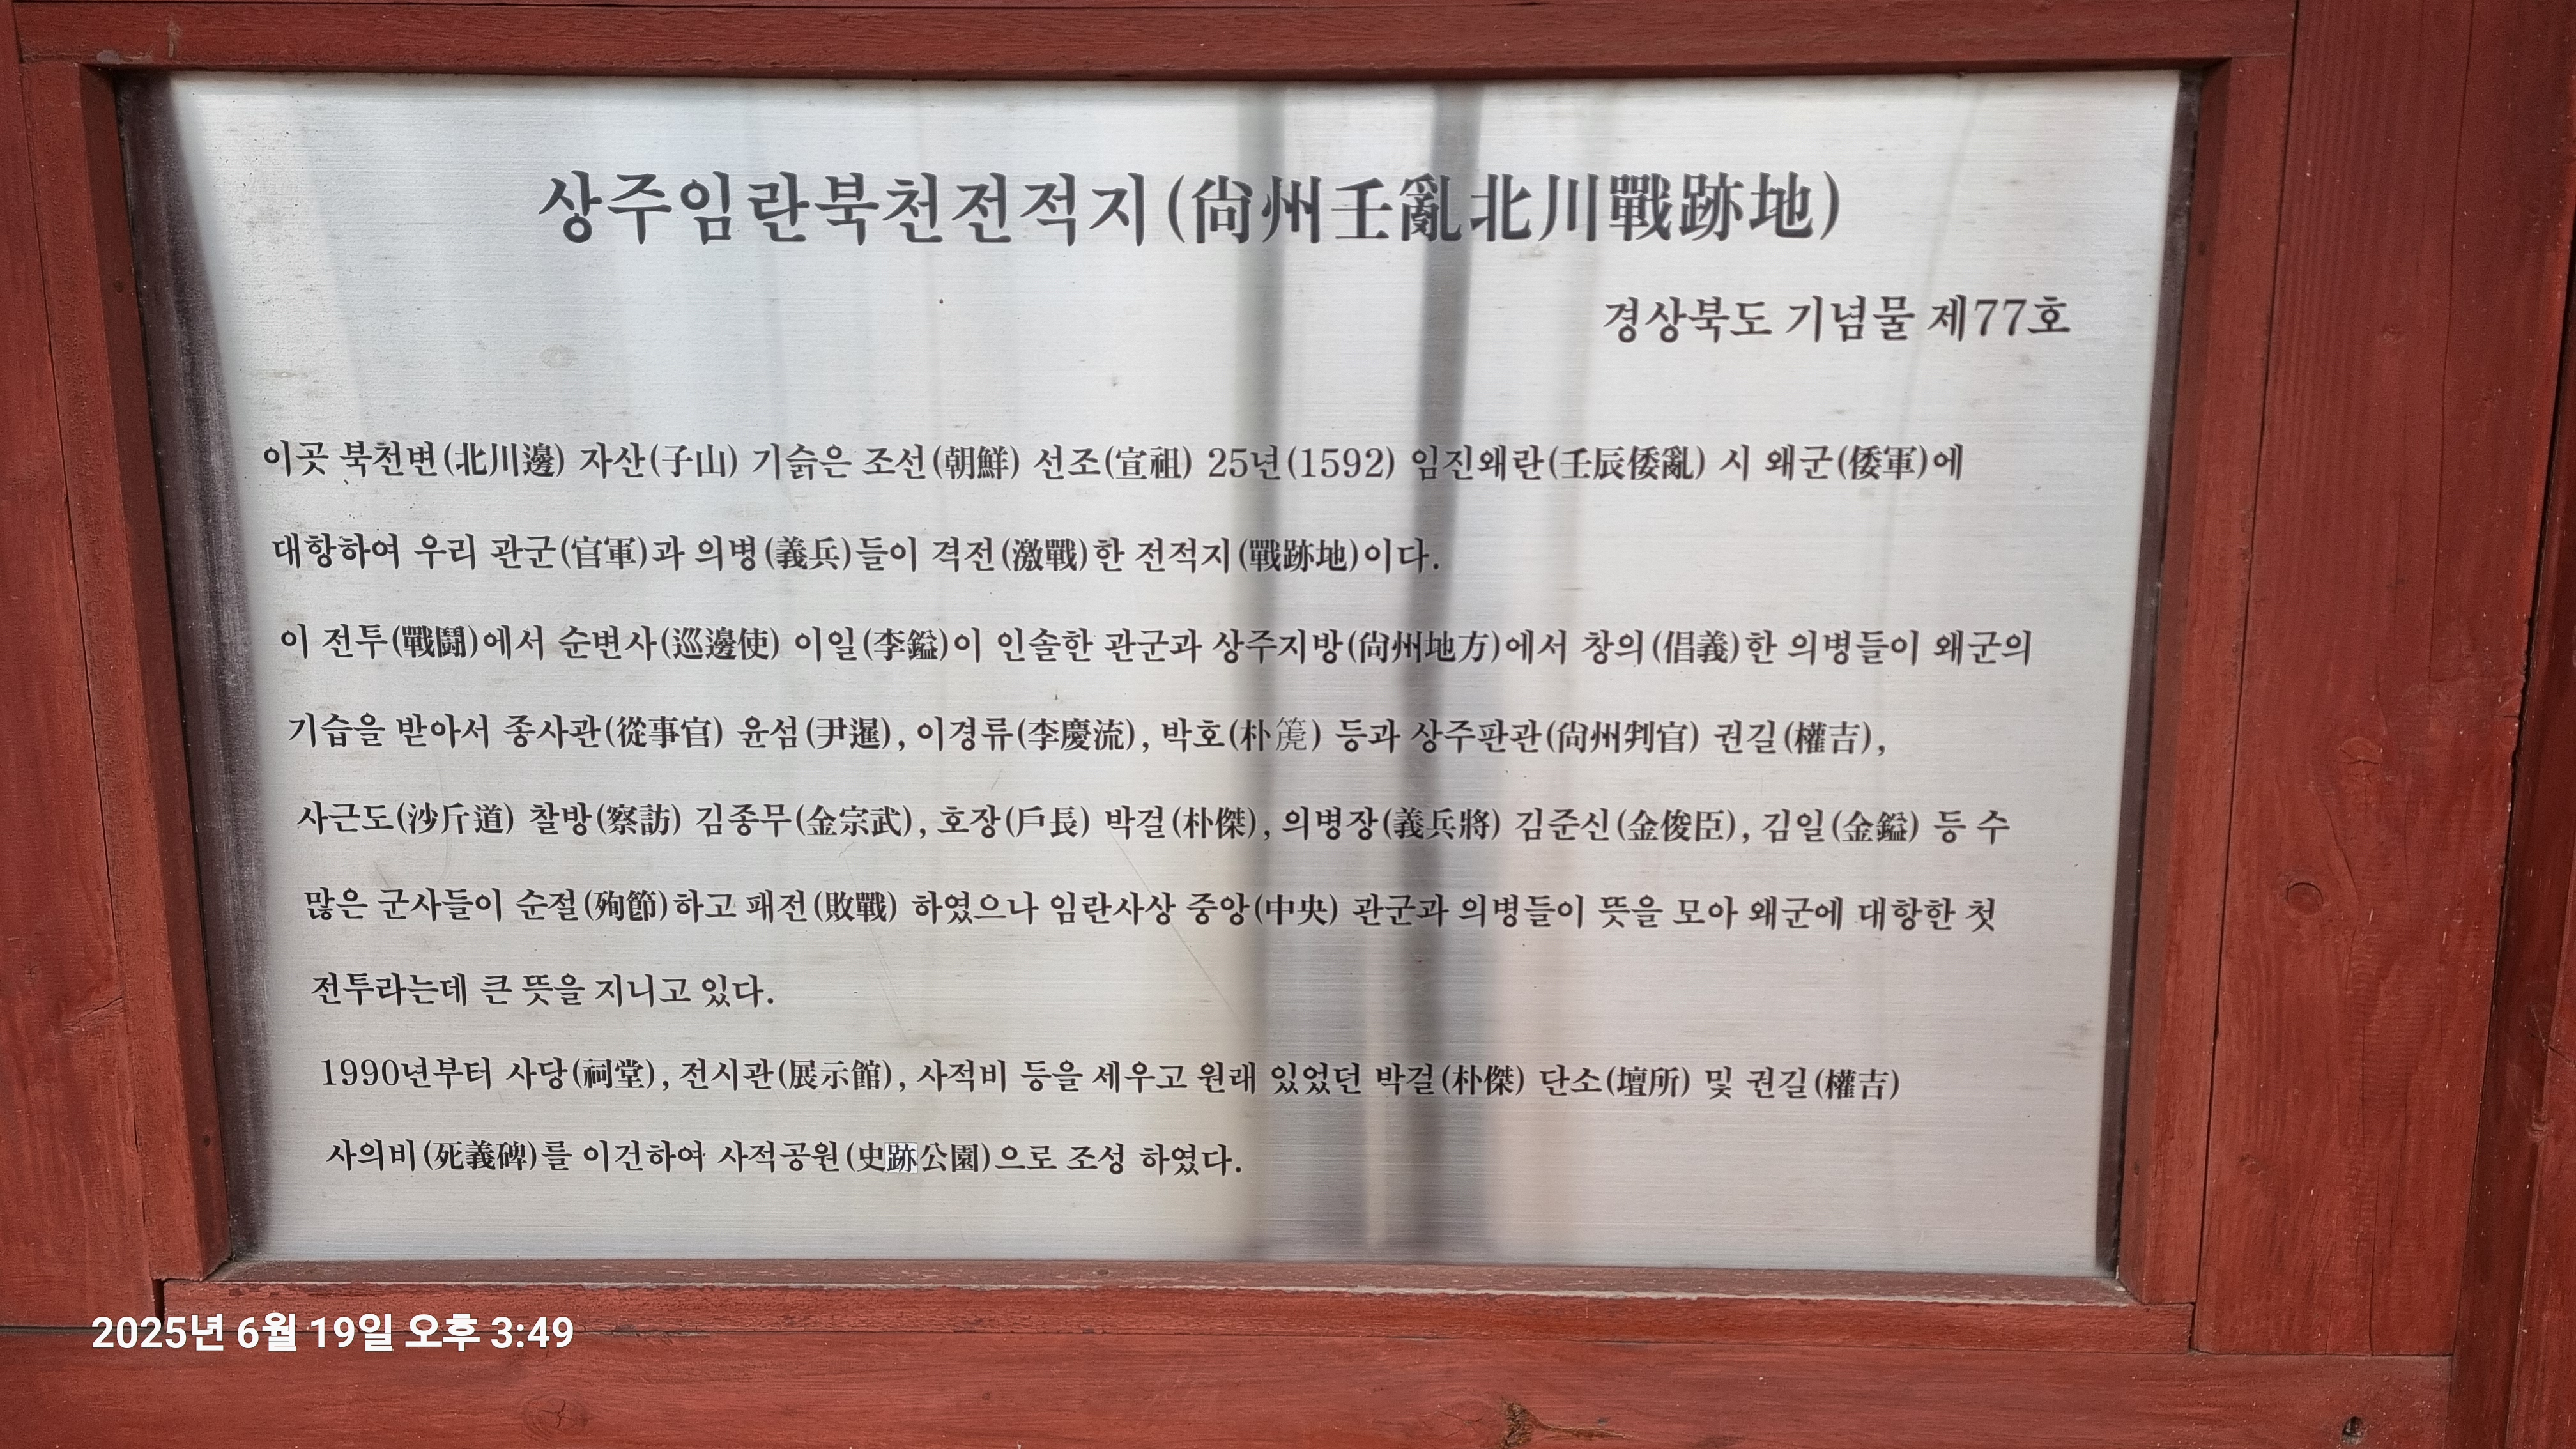 상주임란북천전적지(尙州壬亂北川戰跡地)
경상북도 기념물 제77호
이곳 북천변(北川邊) 자산(子山) 기슭은 조선(朝鮮) 선조(宣祖) 25년(1592) 임진왜란(壬辰倭亂) 시 왜군(倭軍)에
대항하여 우리 관군(官軍)과 의병(義兵)들이 격전(激戰)한 전적지(戰跡地)이다.
이 전투(戰鬪)에서 순변사(巡邊使) 이일(李鎰)이 인솔한 관군과 상주지방(尙州地方)에서 창의(倡義)한 의병들이 왜군의
기습을 받아서 종사관(從事官) 윤섬(尹暹), 이경류(李慶流), 박호(朴箎) 등과 상주판관(尙州判官) 권길(權吉),
사근도(沙斤道) 찰방(察訪) 김종무(金宗武), 호장(戶長) 박걸(朴傑), 의병장(義兵將) 김준신(金俊臣), 김일(金鎰) 등 수
많은 군사들이 순절(殉節)하고 패전(敗戰) 하였으나 임란사상 중앙(中央) 관군과 의병들이 뜻을 모아 왜군에 대항한 첫
전투라는데 큰 뜻을 지니고 있다.
1990년부터 사당(祠堂), 전시관(展示館), 사적비 등을 세우고 원래 있었던 박걸(朴傑) 단소(壇所) 및 권길(權吉)
사의비(死義碑)를 이건하여 사적공원(史跡公園)으로 조성 하였다.
2025년 6월 19일 오후 3:49